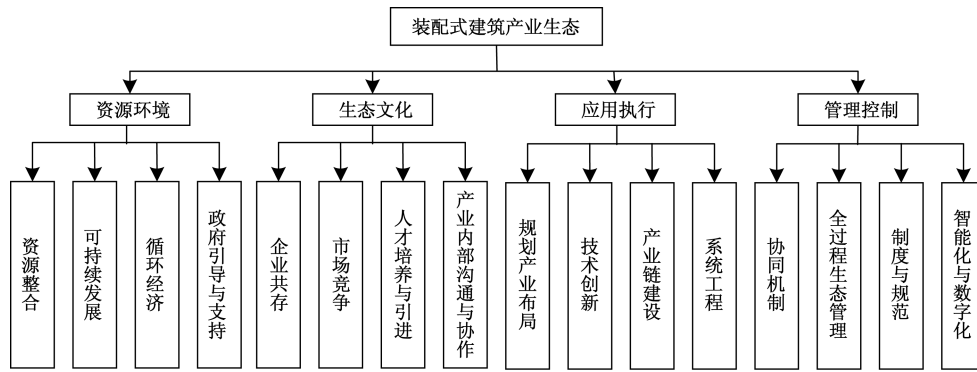 装配式建筑产业生态
资源环境
生态文化
应用执行
管理控制
资源整合
可持续发展
循环经济
政府引导与支持
企业共存
市场竞争
人才培养与引进
产业内部沟通与协作
规划产业布局
技术创新
产业链建设
系统工程
协同机制
全过程生态管理
制度与规范
智能化与数字化